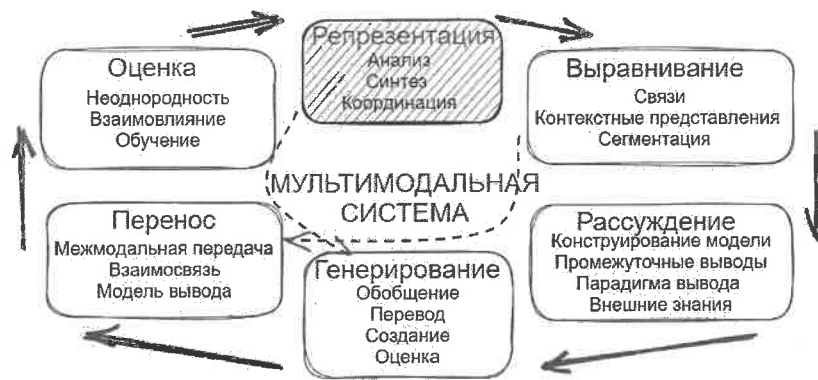 Репрезентация
Анализ
Синтез
Координация
Оценка
Неоднородность
Взаимовлияние
Обучение
Выравнивание
Связи
Контекстные представления
Сегментация
МУЛЬТИМОДАЛЬНАЯ
СИСТЕМА
Перенос
Межмодальная передача
Взаимосвязь
Модель вывода
Генерирование
Обобщение
Перевод
Создание
Оценка
Рассуждение
Конструирование модели
Промежуточные выводы
Парадигма вывода
Внешние знания